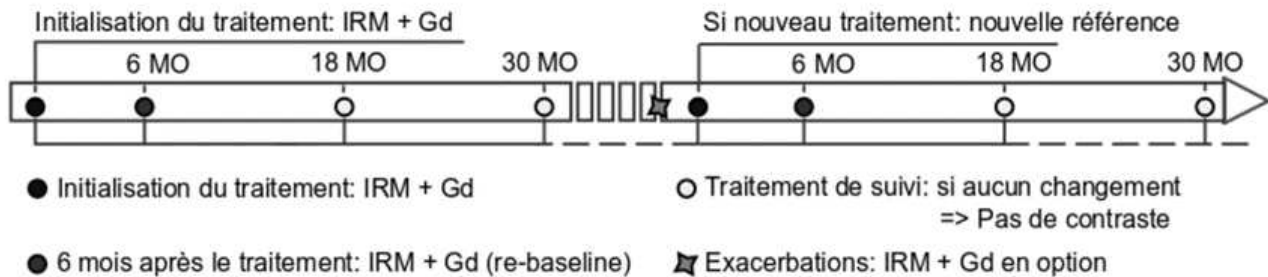 Initialisation du traitement: IRM + Gd
Si nouveau traitement: nouvelle référence
6 MO
18 MO
30 MO
6 MO
18 MO
30 MO
Initialisation du traitement: IRM + Gd
Traitement de suivi: si aucun changement
=> Pas de contraste
6 mois après le traitement: IRM + Gd (re-baseline)
Exacerbations: IRM + Gd en option